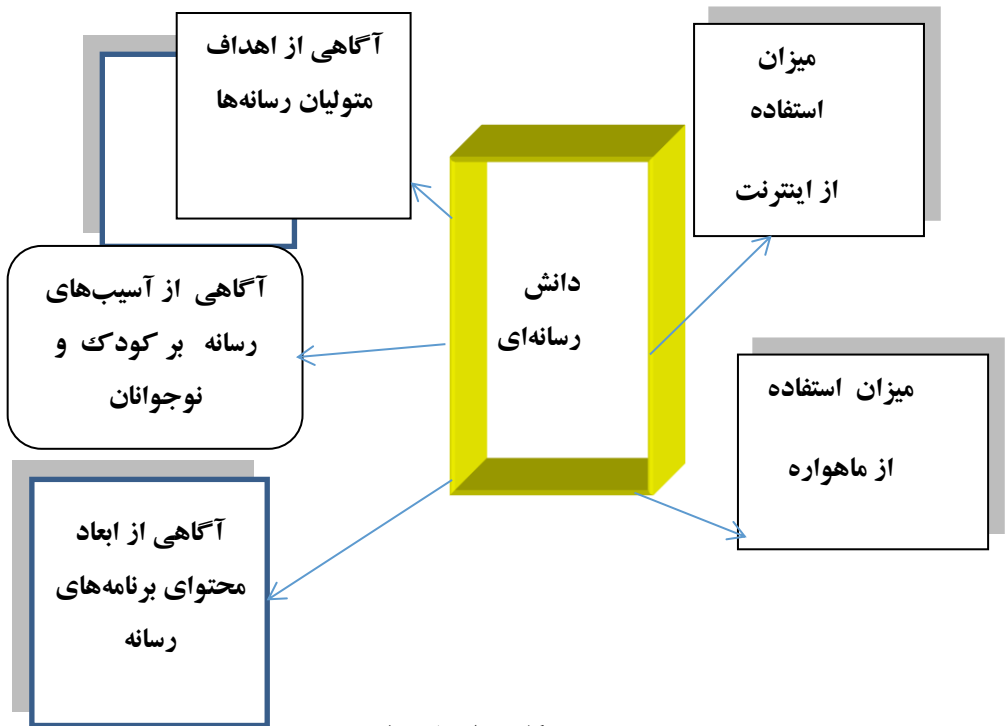 آگاهی از اهداف
متولیان رسانه‌ها
میزان
استفاده
از اینترنت
دانش
رسانه‌ای
آگاهی از آسیب‌های
رسانه بر کودک و
نوجوانان
میزان استفاده
از ماهواره
آگاهی از ابعاد
محتوای برنامه‌های
رسانه